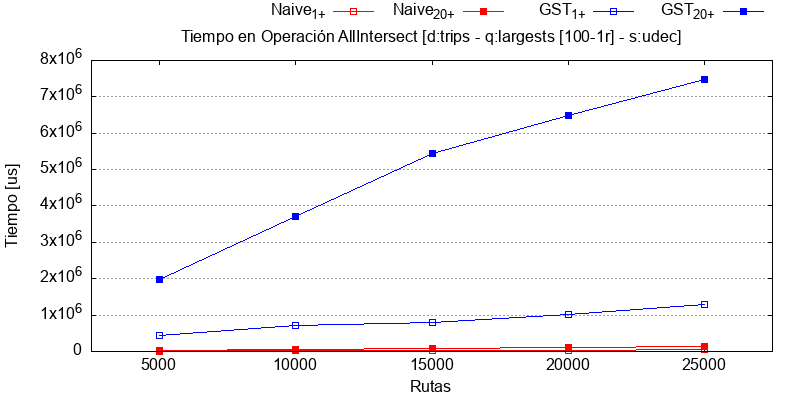 Naive1+ Naive20+ GST1+ GST20+
Tiempo en Operación AllIntersect [d:trips - q:largests [100-1r] - s:udec]
8x10^6
7x10^6
6x10^6
5x10^6
4x10^6
3x10^6
2x10^6
1x10^6
0
Tiempo [us]
5000 10000 15000 20000 25000
Rutas